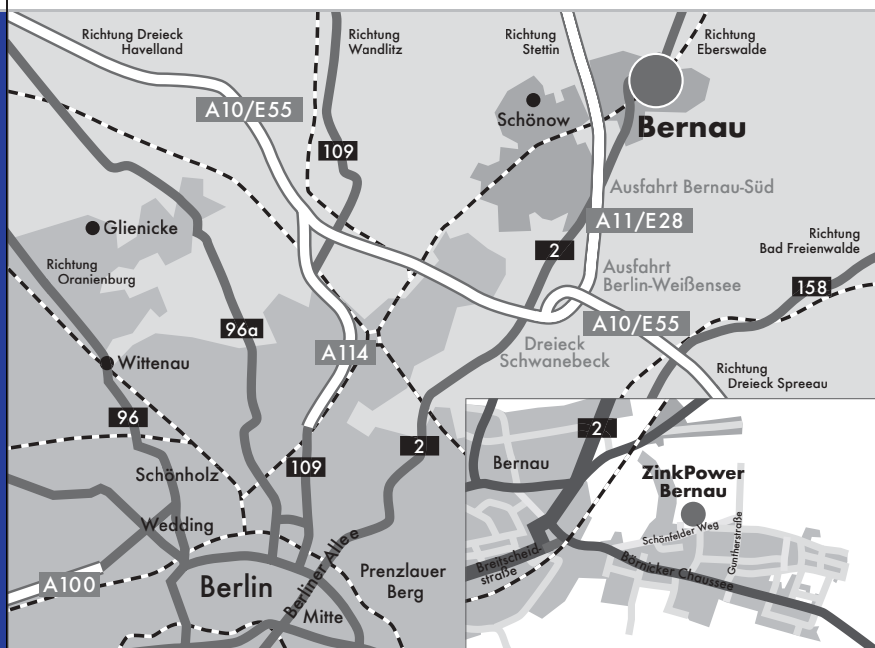 Richtung Dreieck
Havelland
Richtung
Wandlitz
Richtung
Stettin
Richtung
Eberswalde
A10/E55
Schönow
Bernau
109
Ausfahrt Bernau-Süd
A11/E28
Glienicke
2
Richtung
Bad Freienwalde
Richtung
Oranienburg
Ausfahrt
Berlin-Weißensee
158
96a
A10/E55
Wittenau
A114
Dreieck
Schwanebeck
Richtung
Dreieck Spreeau
96
2
109
Schönholz
Wedding
A100
Berlin
Berliner Allee
Prenzlauer
Berg
Mitte
2
Bernau
ZinkPower
Bernau
Schönfelder Weg
Guntherstraße
Breitscheid-
straße
Börnicker Chaussee